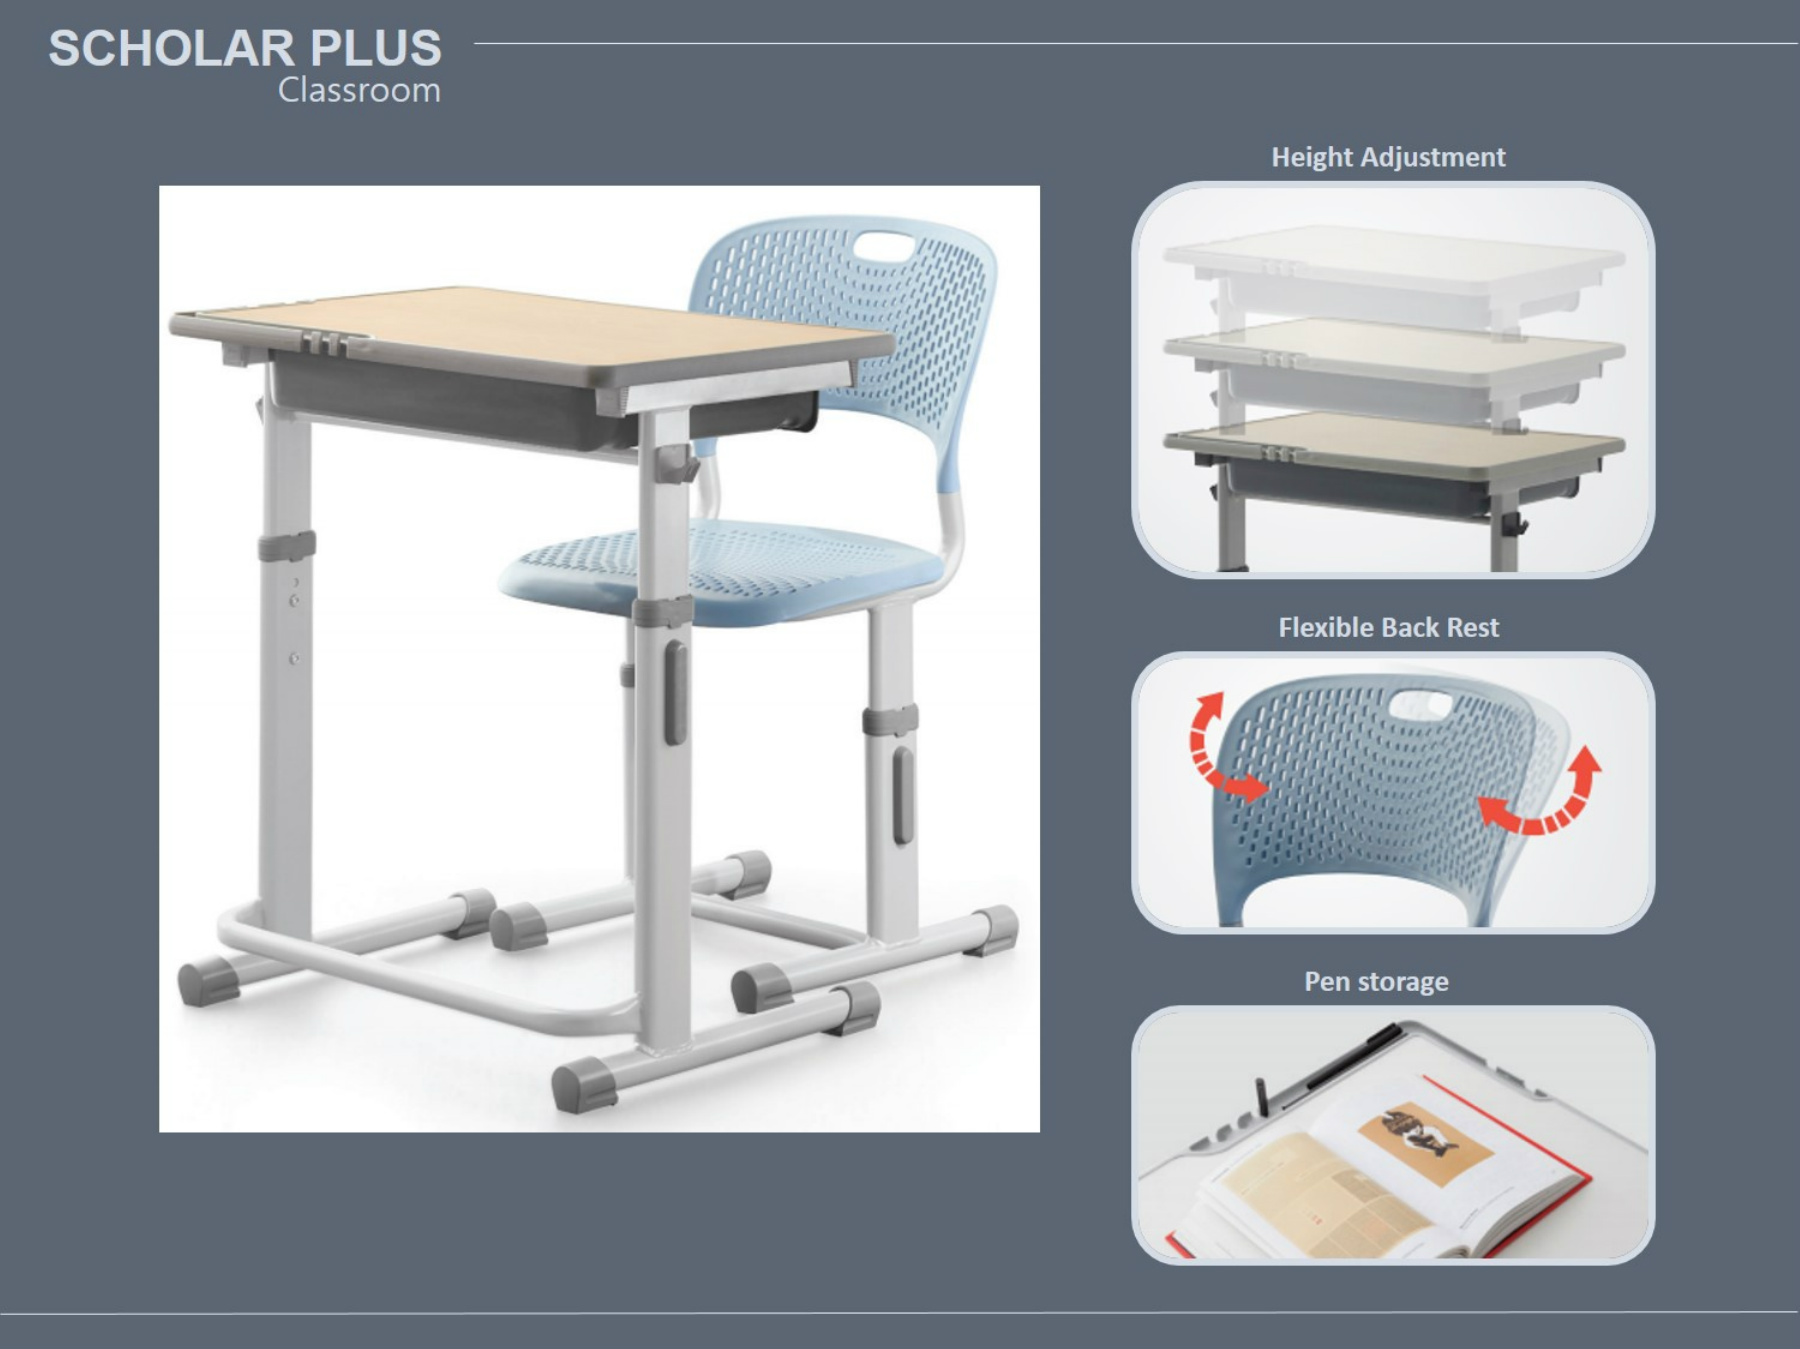 SCHOLAR PLUS
Classroom
Height Adjustment
Flexible Back Rest
Pen storage